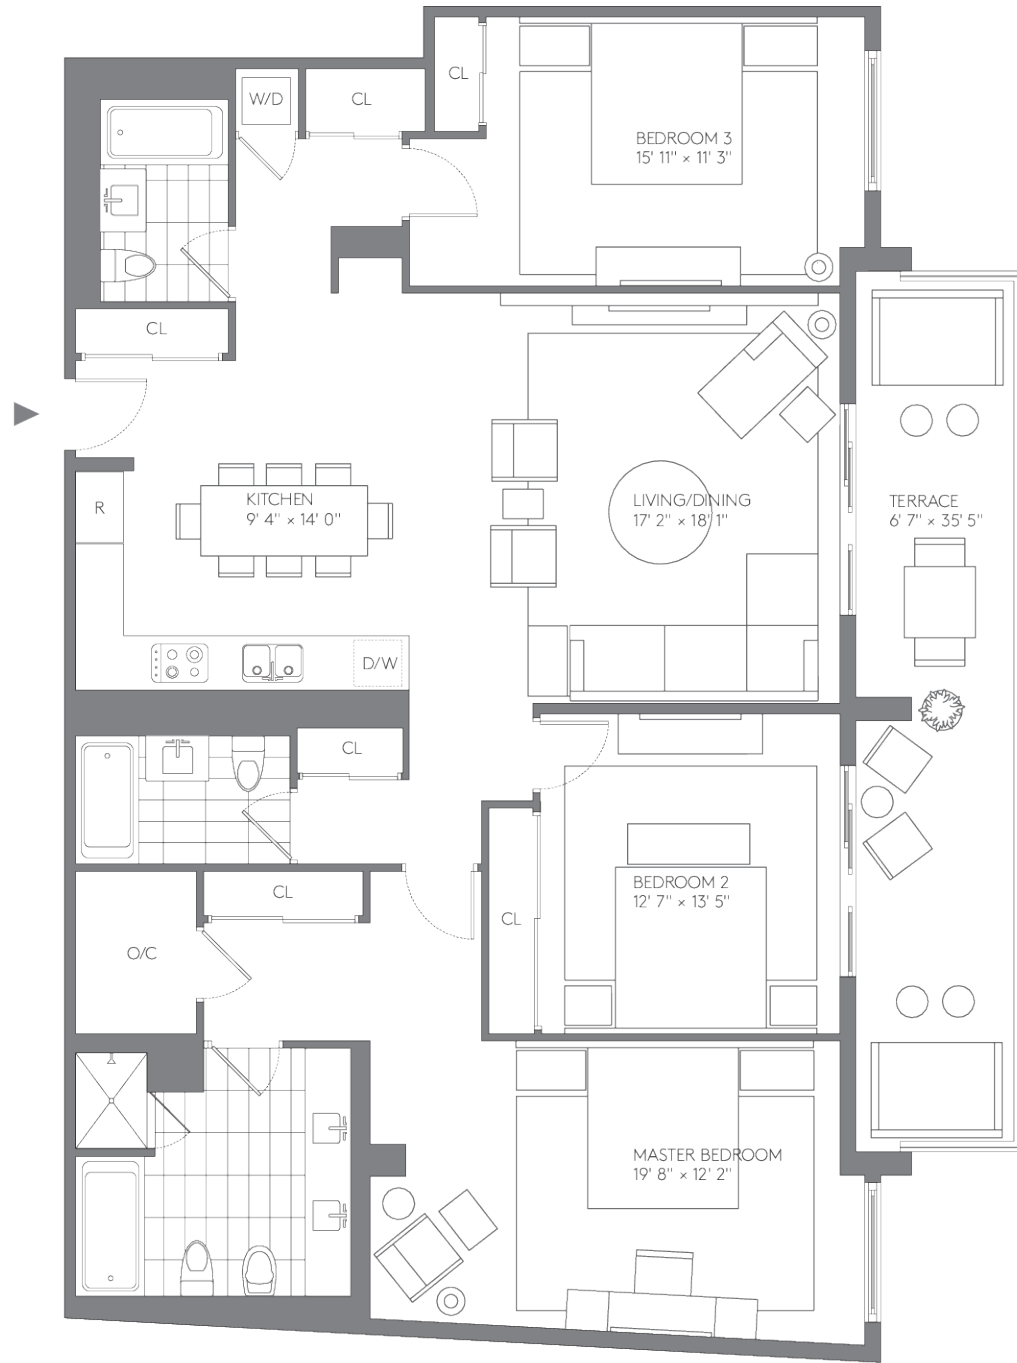 CL
W/D
CL
BEDROOM 3
15' 11" × 11' 3"
CL
R
KITCHEN
9' 4" × 14' 0"
LIVING/DINING
17' 2" × 18' 1"
TERRACE
6' 7" × 35' 5"
D/W
CL
BEDROOM 2
12' 7" × 13' 5"
CL
CL
O/C
MASTER BEDROOM
19' 8" × 12' 2"